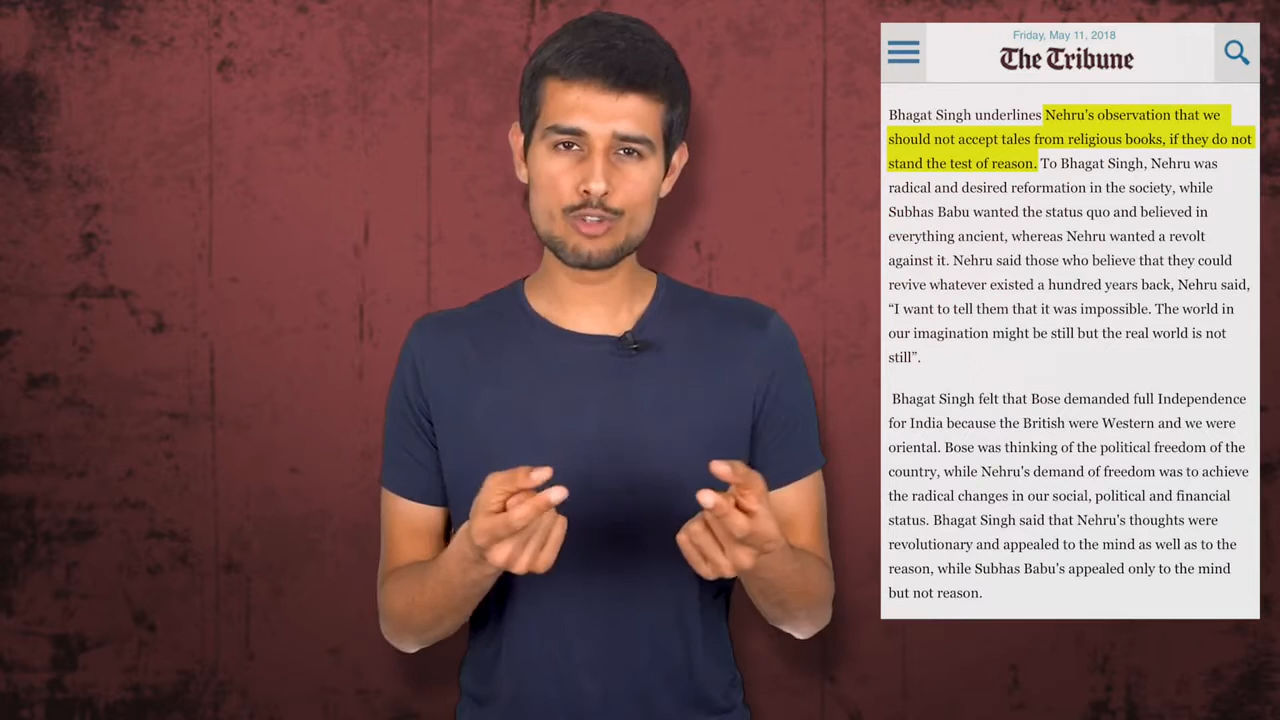 Friday, May 11, 2018
The Tribune
Bhagat Singh underlines Nehru's observation that we
should not accept tales from religious books, if they do not
stand the test of reason. To Bhagat Singh, Nehru was
radical and desired reformation in the society, while
Subhas Babu wanted the status quo and believed in
everything ancient, whereas Nehru wanted a revolt
against it. Nehru said those who believe that they could
revive whatever existed a hundred years back, Nehru said,
“I want to tell them that it was impossible. The world in
our imagination might be still but the real world is not
still”.
Bhagat Singh felt that Bose demanded full Independence
for India because the British were Western and we were
oriental. Bose was thinking of the political freedom of the
country, while Nehru's demand of freedom was to achieve
the radical changes in our social, political and financial
status. Bhagat Singh said that Nehru's thoughts were
revolutionary and appealed to the mind as well as to the
reason, while Subhas Babu's appealed only to the mind
but not reason.